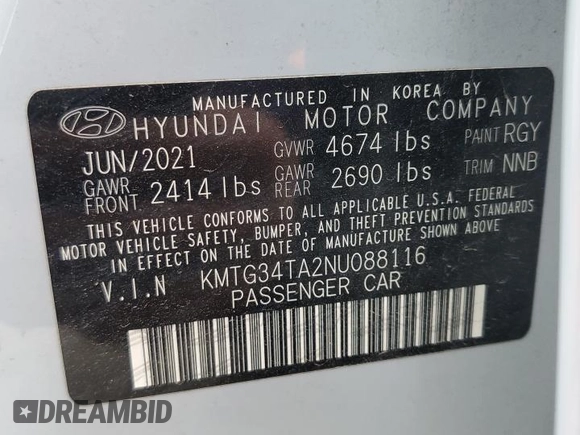 MANUFACTURED IN KOREA BY
HYUNDAI MOTOR COMPANY
JUN/2021 GVWR 4674 lbs PAINT RGY
GAWR FRONT 2414 lbs GAWR REAR 2690 lbs TRIM NNB
THIS VEHICLE CONFORMS TO ALL APPLICABLE U.S.A. FEDERAL
MOTOR VEHICLE SAFETY, BUMPER, AND THEFT PREVENTION STANDARDS
IN EFFECT ON THE DATE OF MANUFACTURE SHOWN ABOVE.
V.I.N KMTG34TA2NU088116
PASSENGER CAR
DREAMBID